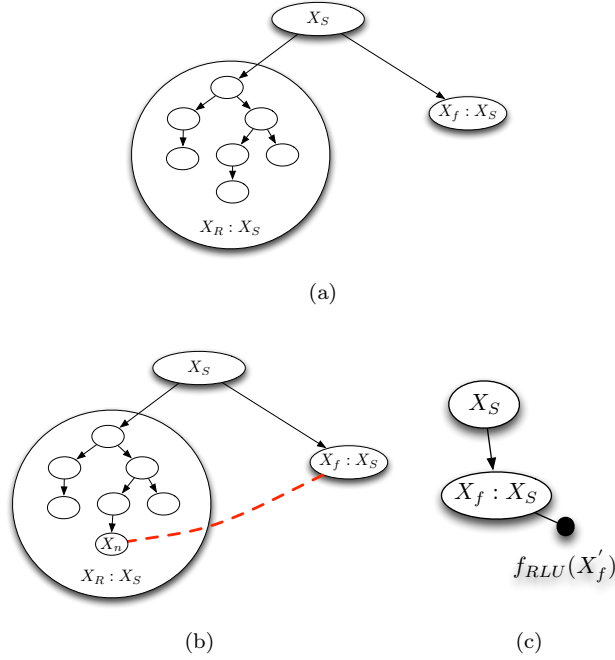 X_S
X_f : X_S
X_R : X_S
(a)
X_S
X_f : X_S
X_n
X_R : X_S
(b)
X_S
X_f : X_S
f_{RLU}(X_f^')
(c)